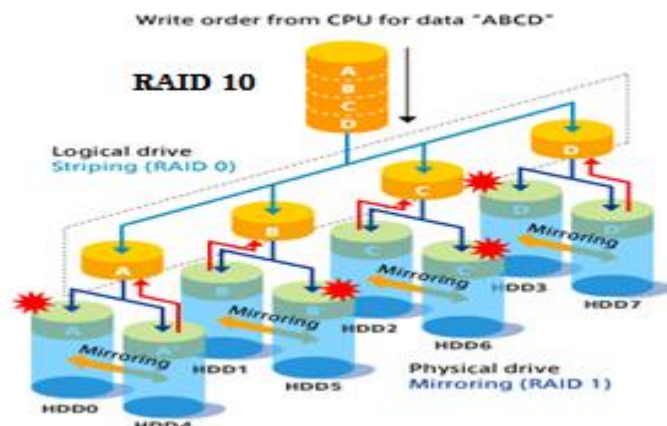 Write order from CPU for data "ABCD"
RAID 10
A
B
C
D
Logical drive
Striping (RAID 0)
D
C
B
A
D
D
C
C
B
B
A
Mirroring
Mirroring
Mirroring
Mirroring
HDD3
HDD7
HDD2
HDD6
HDD1
HDD5
HDD0
HDD4
Physical drive
Mirroring (RAID 1)